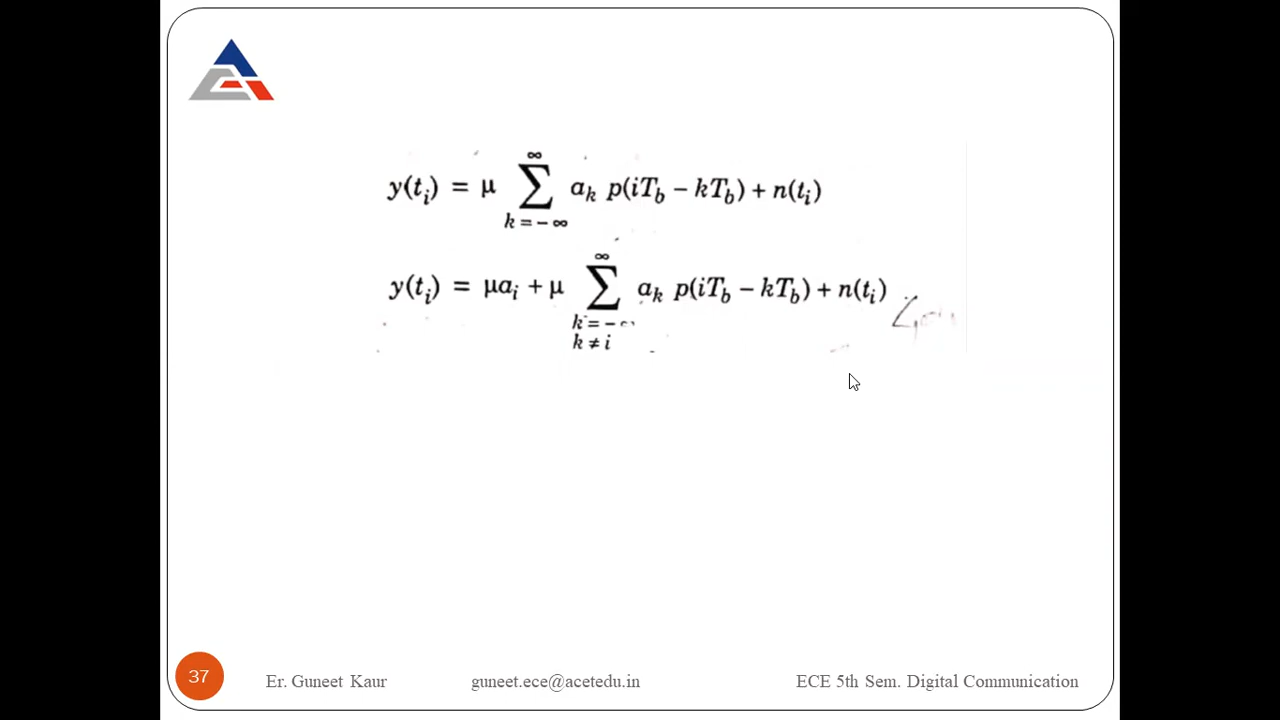 y(t_i) = μ ∑_{k = – ∞}^{∞} a_k p(iT_b – kT_b) + n(t_i)
y(t_i) = μa_i + μ ∑_{k = – ∞, k ≠ i}^{∞} a_k p(iT_b – kT_b) + n(t_i)
37 Er. Guneet Kaur guneet.ece@acetedu.in ECE 5th Sem. Digital Communication